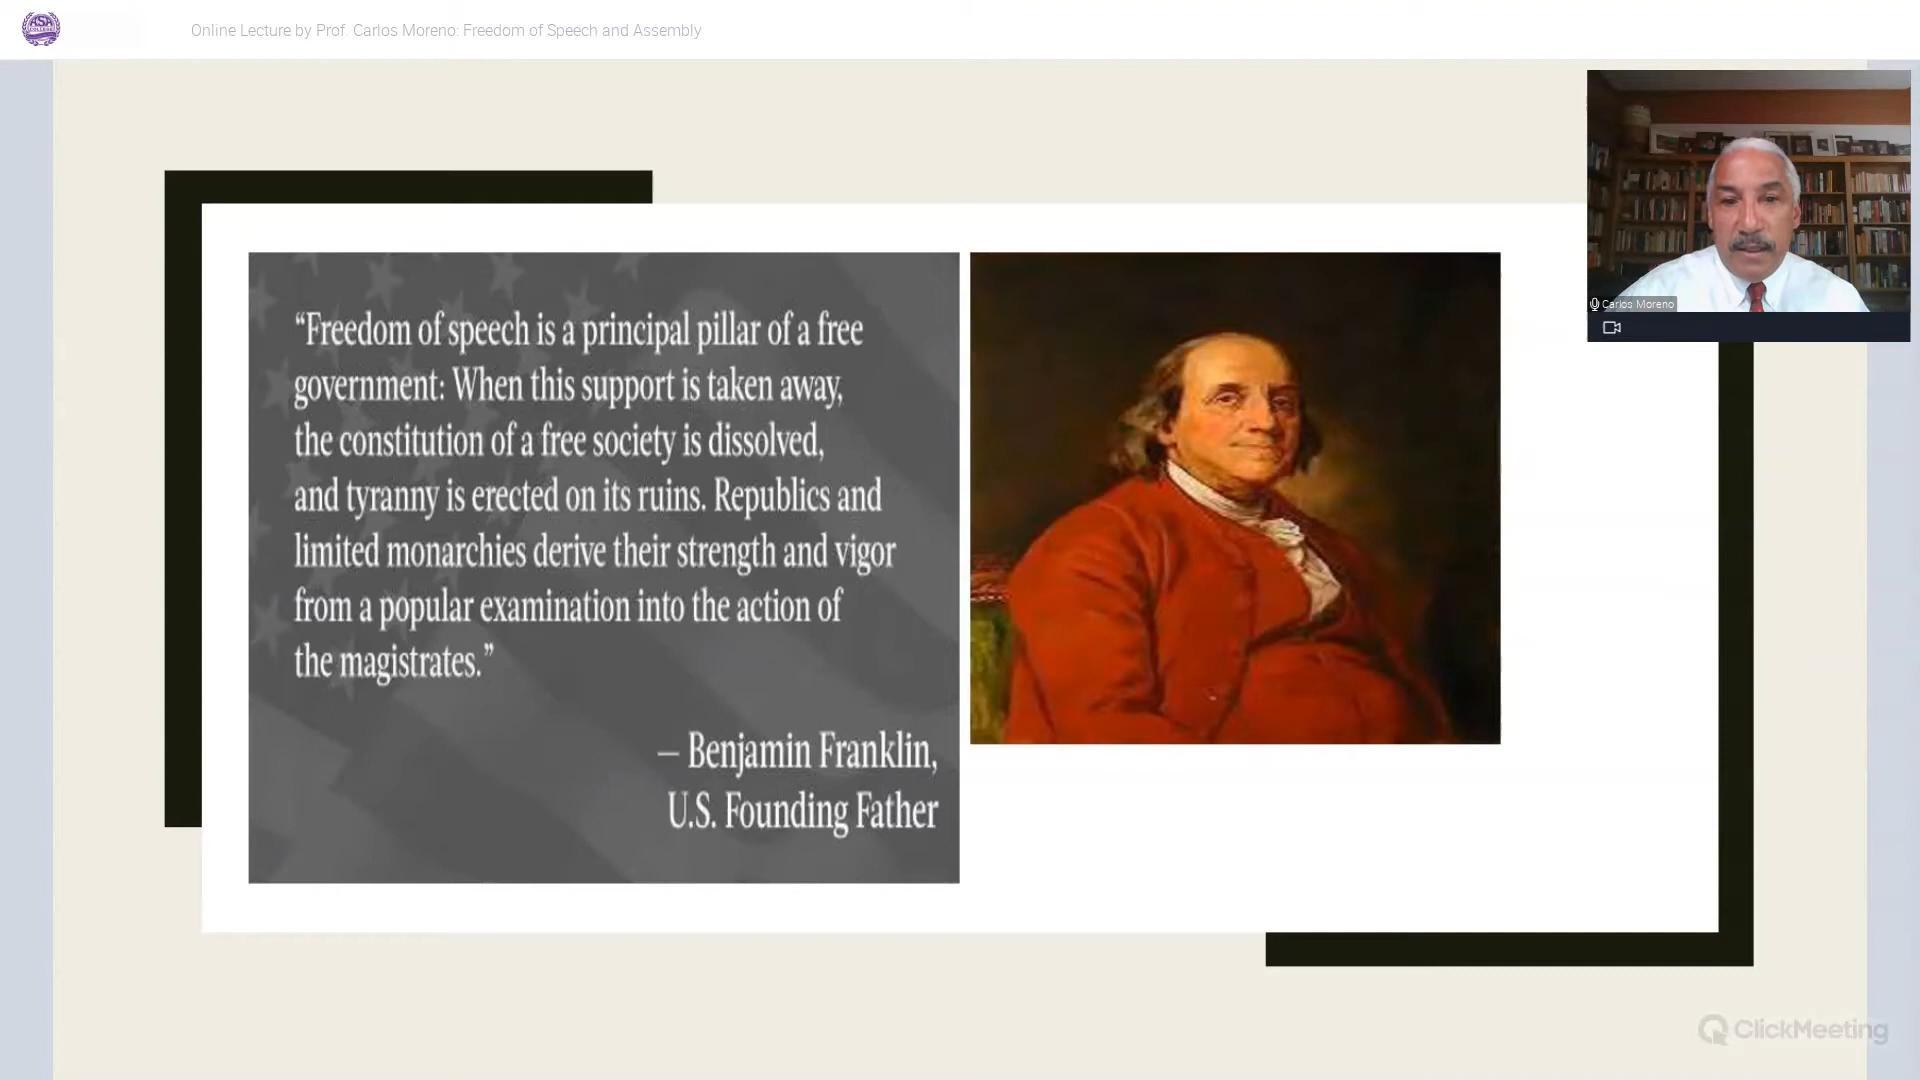 ASA
COLLEGE
Online Lecture by Prof. Carlos Moreno: Freedom of Speech and Assembly
“Freedom of speech is a principal pillar of a free
government: When this support is taken away,
the constitution of a free society is dissolved,
and tyranny is erected on its ruins. Republics and
limited monarchies derive their strength and vigor
from a popular examination into the action of
the magistrates.”
– Benjamin Franklin,
U.S. Founding Father
Carlos Moreno
ClickMeeting